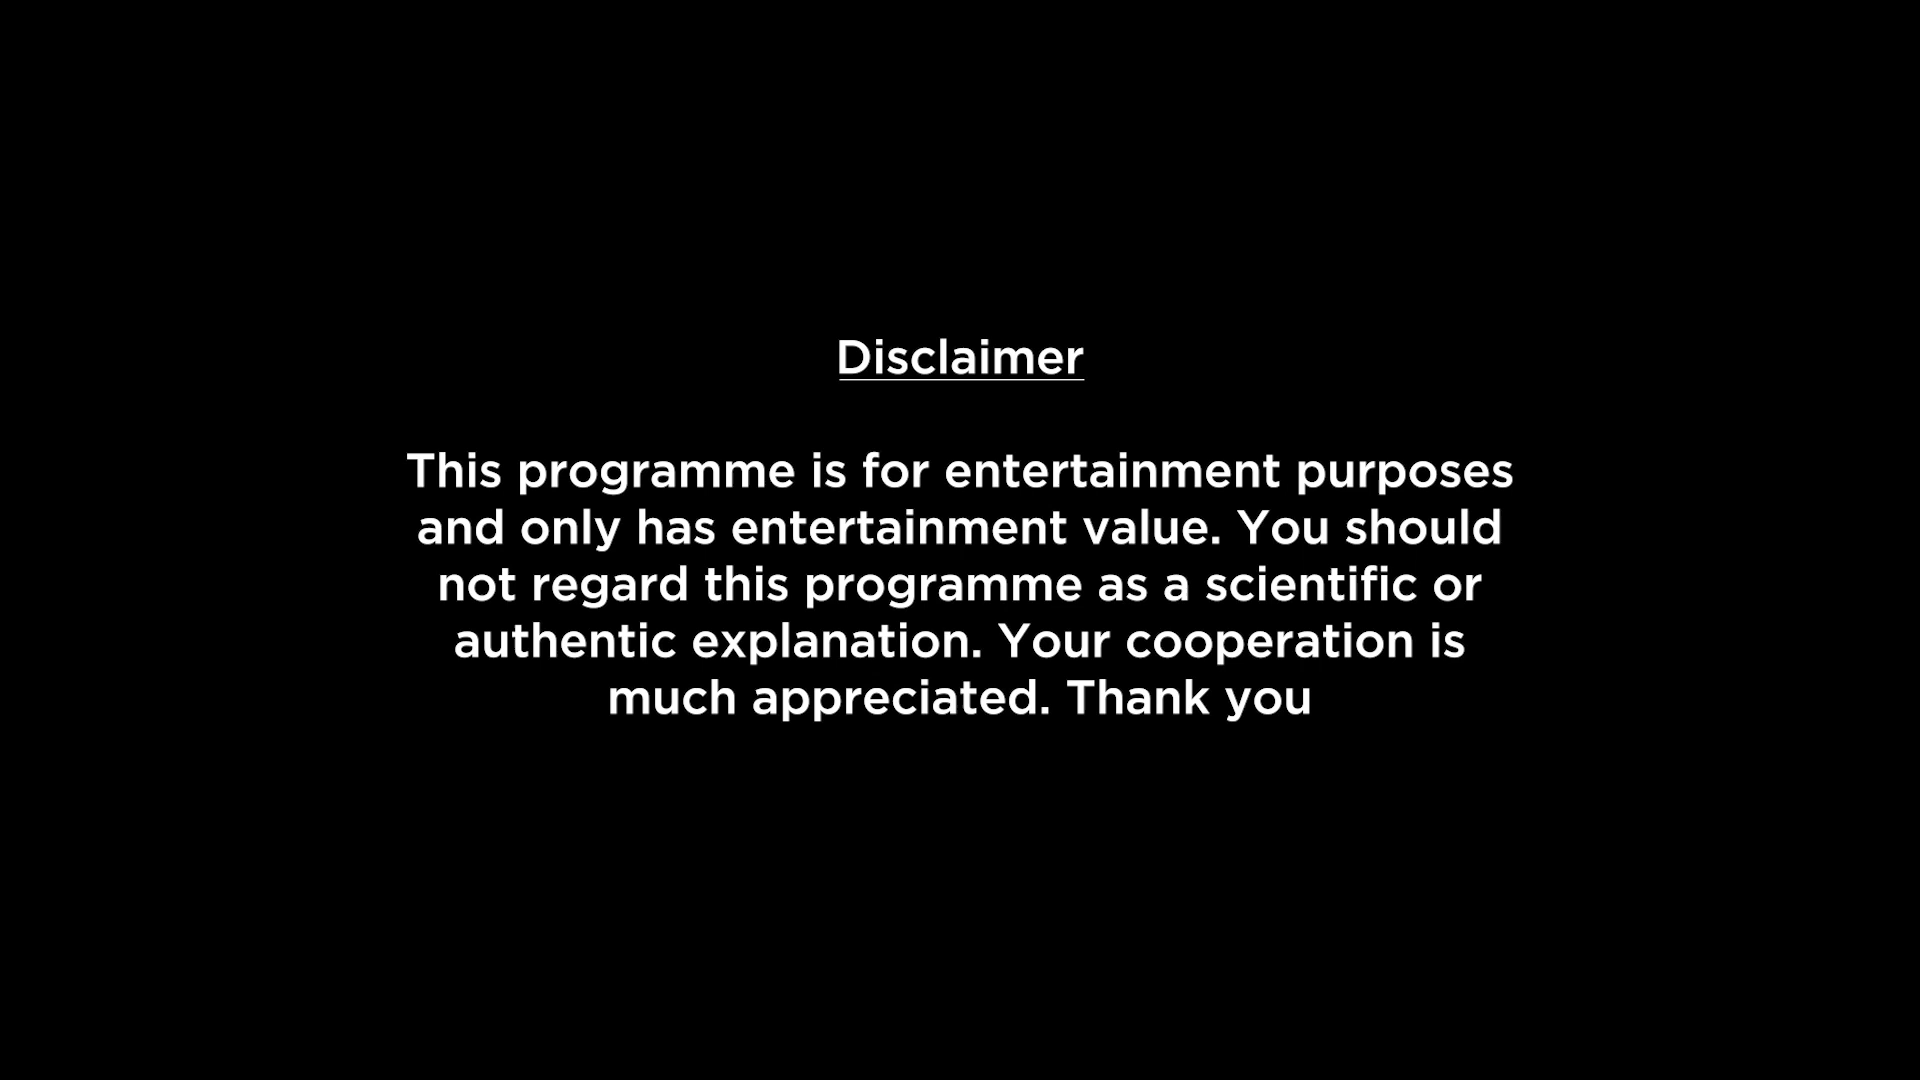 Disclaimer
This programme is for entertainment purposes
and only has entertainment value. You should
not regard this programme as a scientific or
authentic explanation. Your cooperation is
much appreciated. Thank you